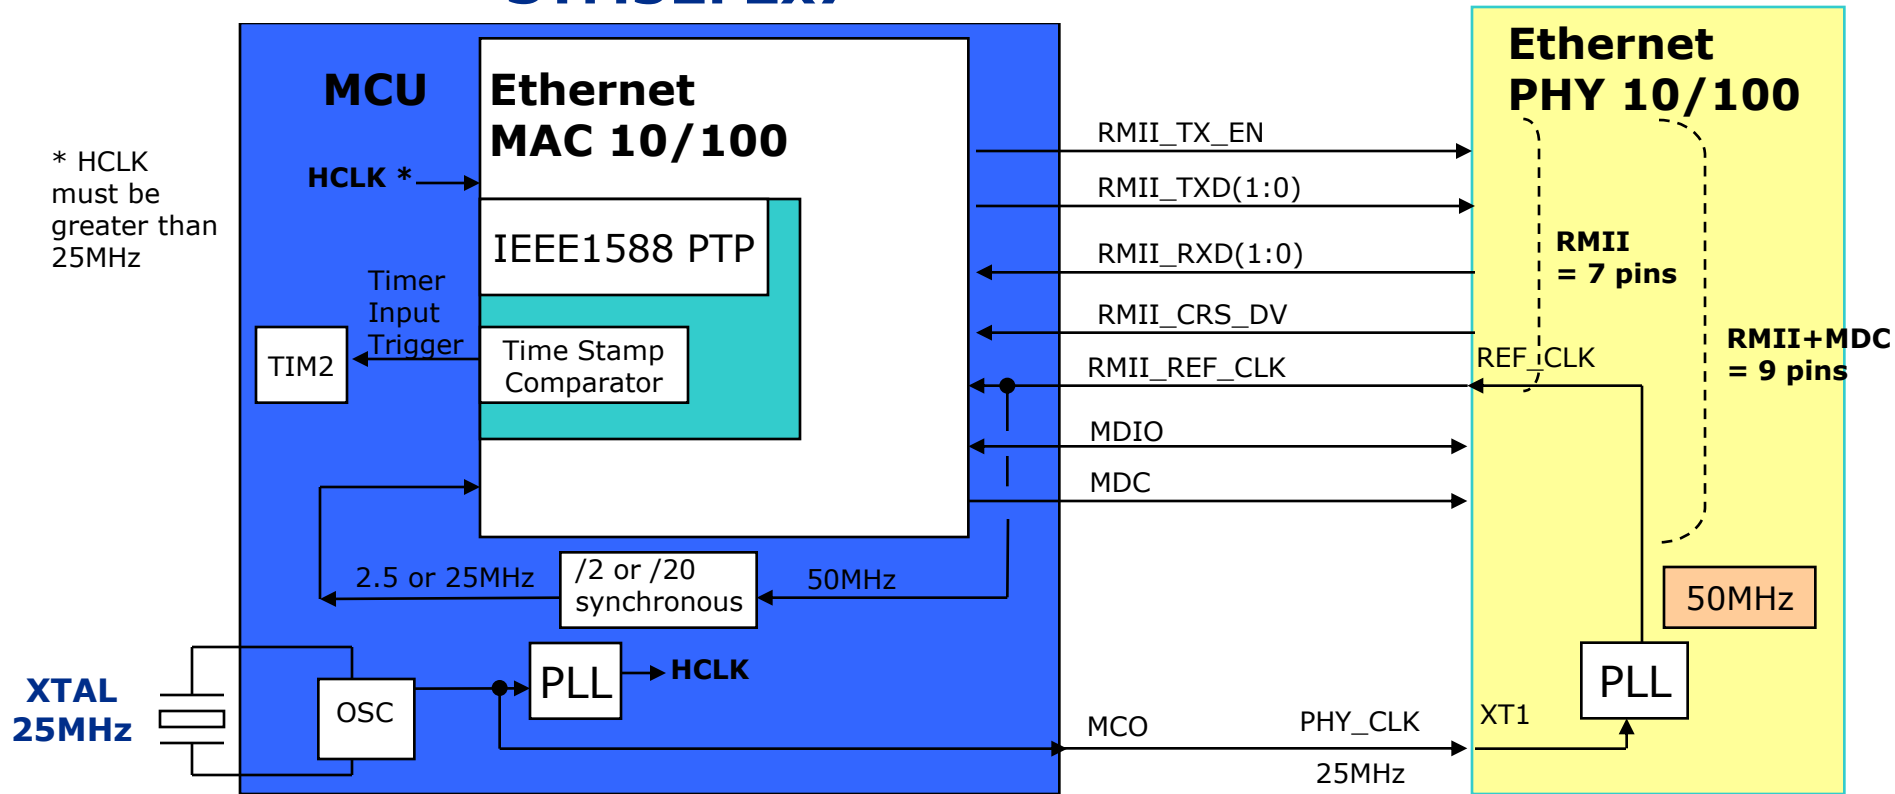 MCU
Ethernet
MAC 10/100
* HCLK
must be
greater than
25MHz
HCLK *
IEEE1588 PTP
Timer
Input
Trigger
TIM2
Time Stamp
Comparator
2.5 or 25MHz
/2 or /20
synchronous
50MHz
XTAL
25MHz
OSC
PLL
HCLK
RMII_TX_EN
RMII_TXD(1:0)
RMII_RXD(1:0)
RMII_CRS_DV
RMII_REF_CLK
MDIO
MDC
MCO
PHY_CLK
25MHz
Ethernet
PHY 10/100
RMII
= 7 pins
RMII+MDC
= 9 pins
REF_CLK
50MHz
PLL
XT1